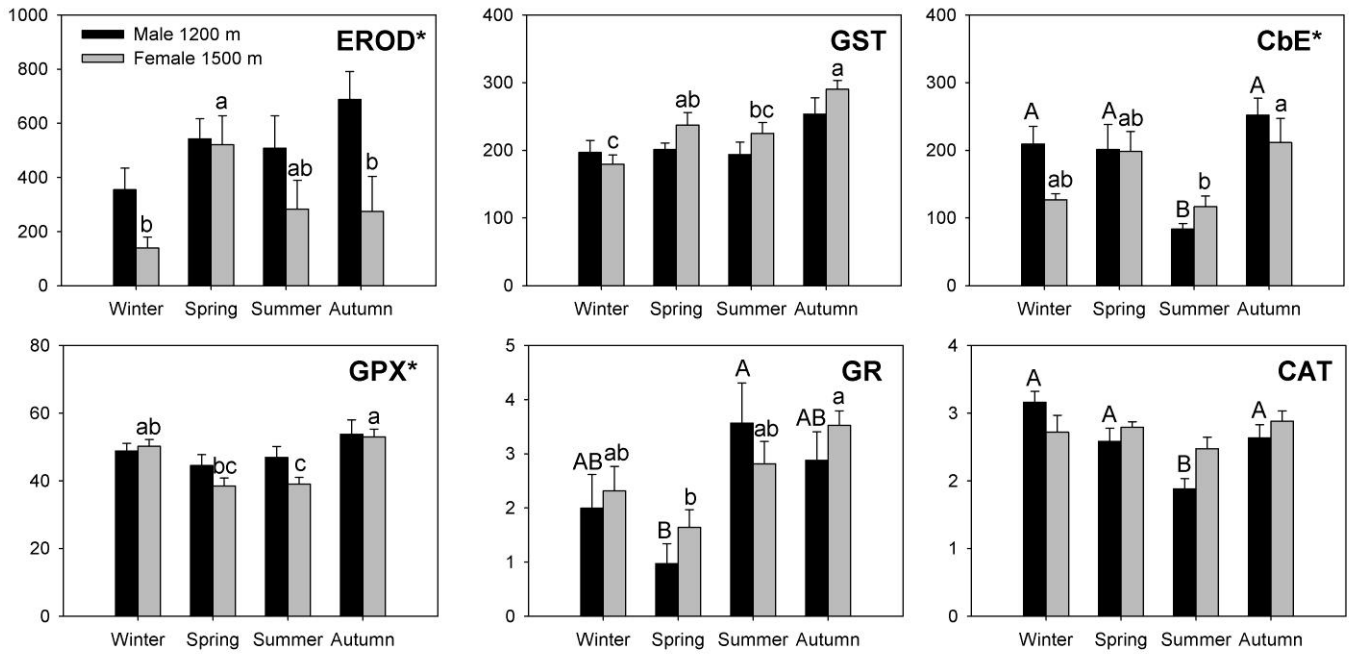 1000
800
600
400
200
0
Male 1200 m
Female 1500 m
EROD*
b
a
ab
b
Winter Spring Summer Autumn
400
300
200
100
0
GST
c
ab
bc
a
Winter Spring Summer Autumn
400
300
200
100
0
CbE*
A
ab
A
ab
B
b
A
a
Winter Spring Summer Autumn
80
60
40
20
0
GPX*
ab
bc
c
a
Winter Spring Summer Autumn
5
4
3
2
1
0
GR
AB
ab
B
b
A
ab
AB
a
Winter Spring Summer Autumn
4
3
2
1
0
CAT
A
A
B
A
Winter Spring Summer Autumn